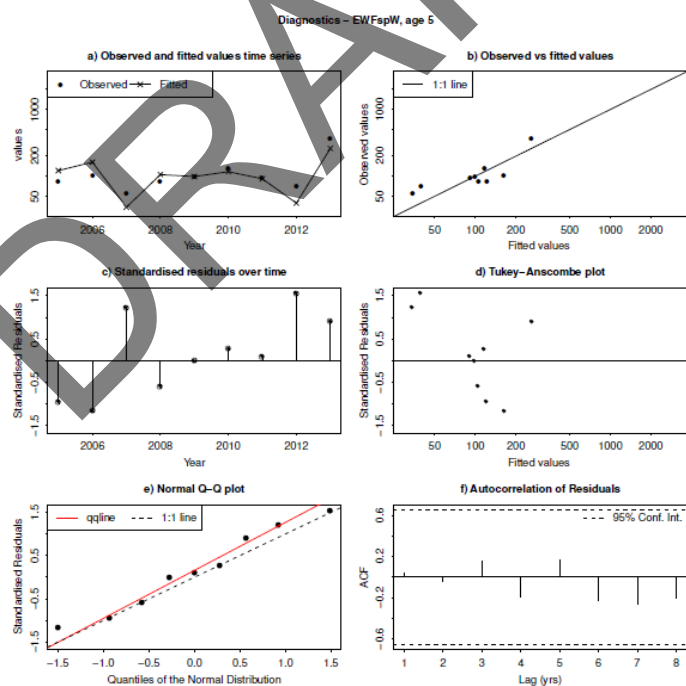 Diagnostics − EWFspW, age 5
a) Observed and fitted values time series
Observed Fitted
values
50 200 1000
2006 2008 2010 2012
Year
b) Observed vs fitted values
1:1 line
Observed values
50 200 1000
50 100 200 500 1000 2000
Fitted values
c) Standardised residuals over time
Standardised Residuals
−1.5 −0.5 0.5 1.5
2006 2008 2010 2012
Year
d) Tukey−Anscombe plot
Standardised Residuals
−1.5 −0.5 0.5 1.5
50 100 200 500 1000 2000
Fitted values
e) Normal Q−Q plot
qqline 1:1 line
Standardised Residuals
−1.5 −0.5 0.5 1.5
−1.5 −1.0 −0.5 0.0 0.5 1.0 1.5
Quantiles of the Normal Distribution
f) Autocorrelation of Residuals
95% Conf. Int.
ACF
−0.6 −0.2 0.2 0.6
1 2 3 4 5 6 7 8
Lag (yrs)
DRA